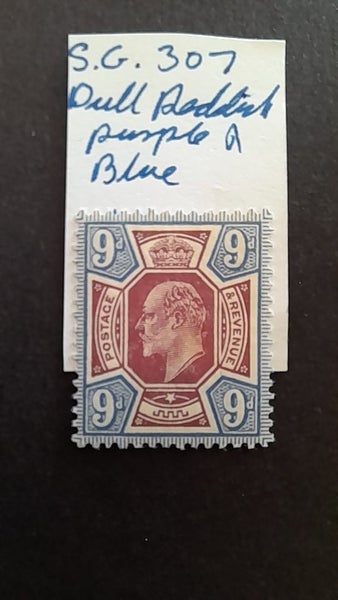 S.G. 307
Dull Reddish
purple &
Blue
9d 9d
POSTAGE & REVENUE
9d 9d